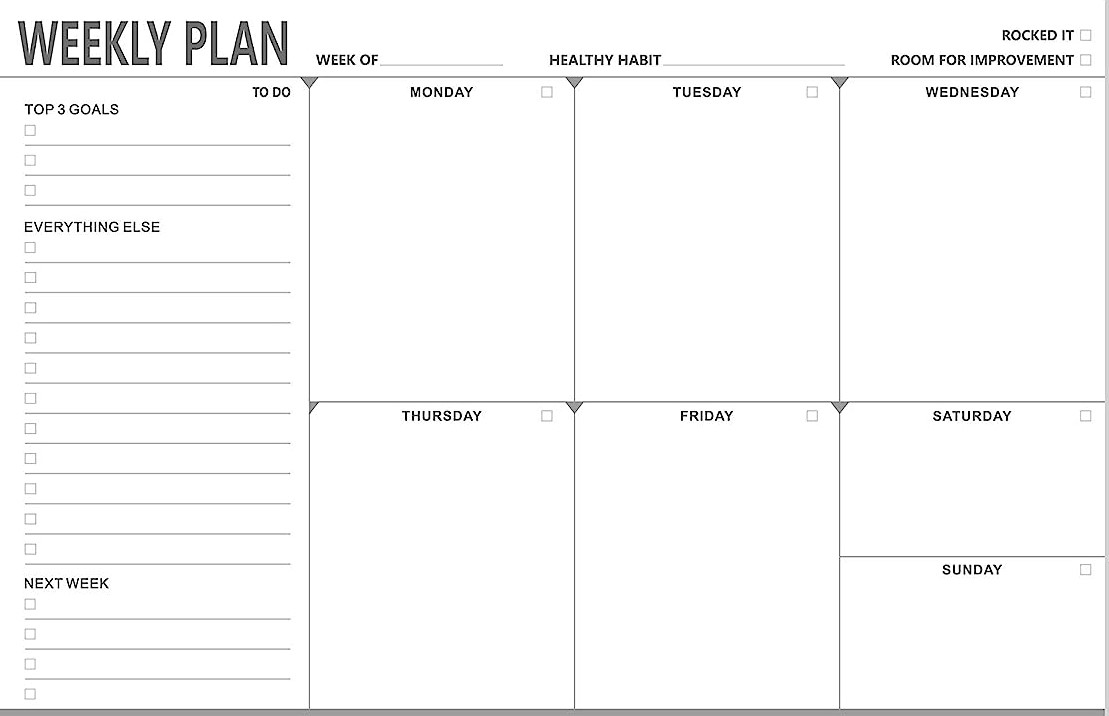 WEEKLY PLAN
WEEK OF
HEALTHY HABIT
ROCKED IT
ROOM FOR IMPROVEMENT
TO DO
TOP 3 GOALS
EVERYTHING ELSE
NEXT WEEK
MONDAY
TUESDAY
WEDNESDAY
THURSDAY
FRIDAY
SATURDAY
SUNDAY